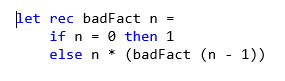 let rec badFact n =
    if n = 0 then 1
    else n * (badFact (n - 1))